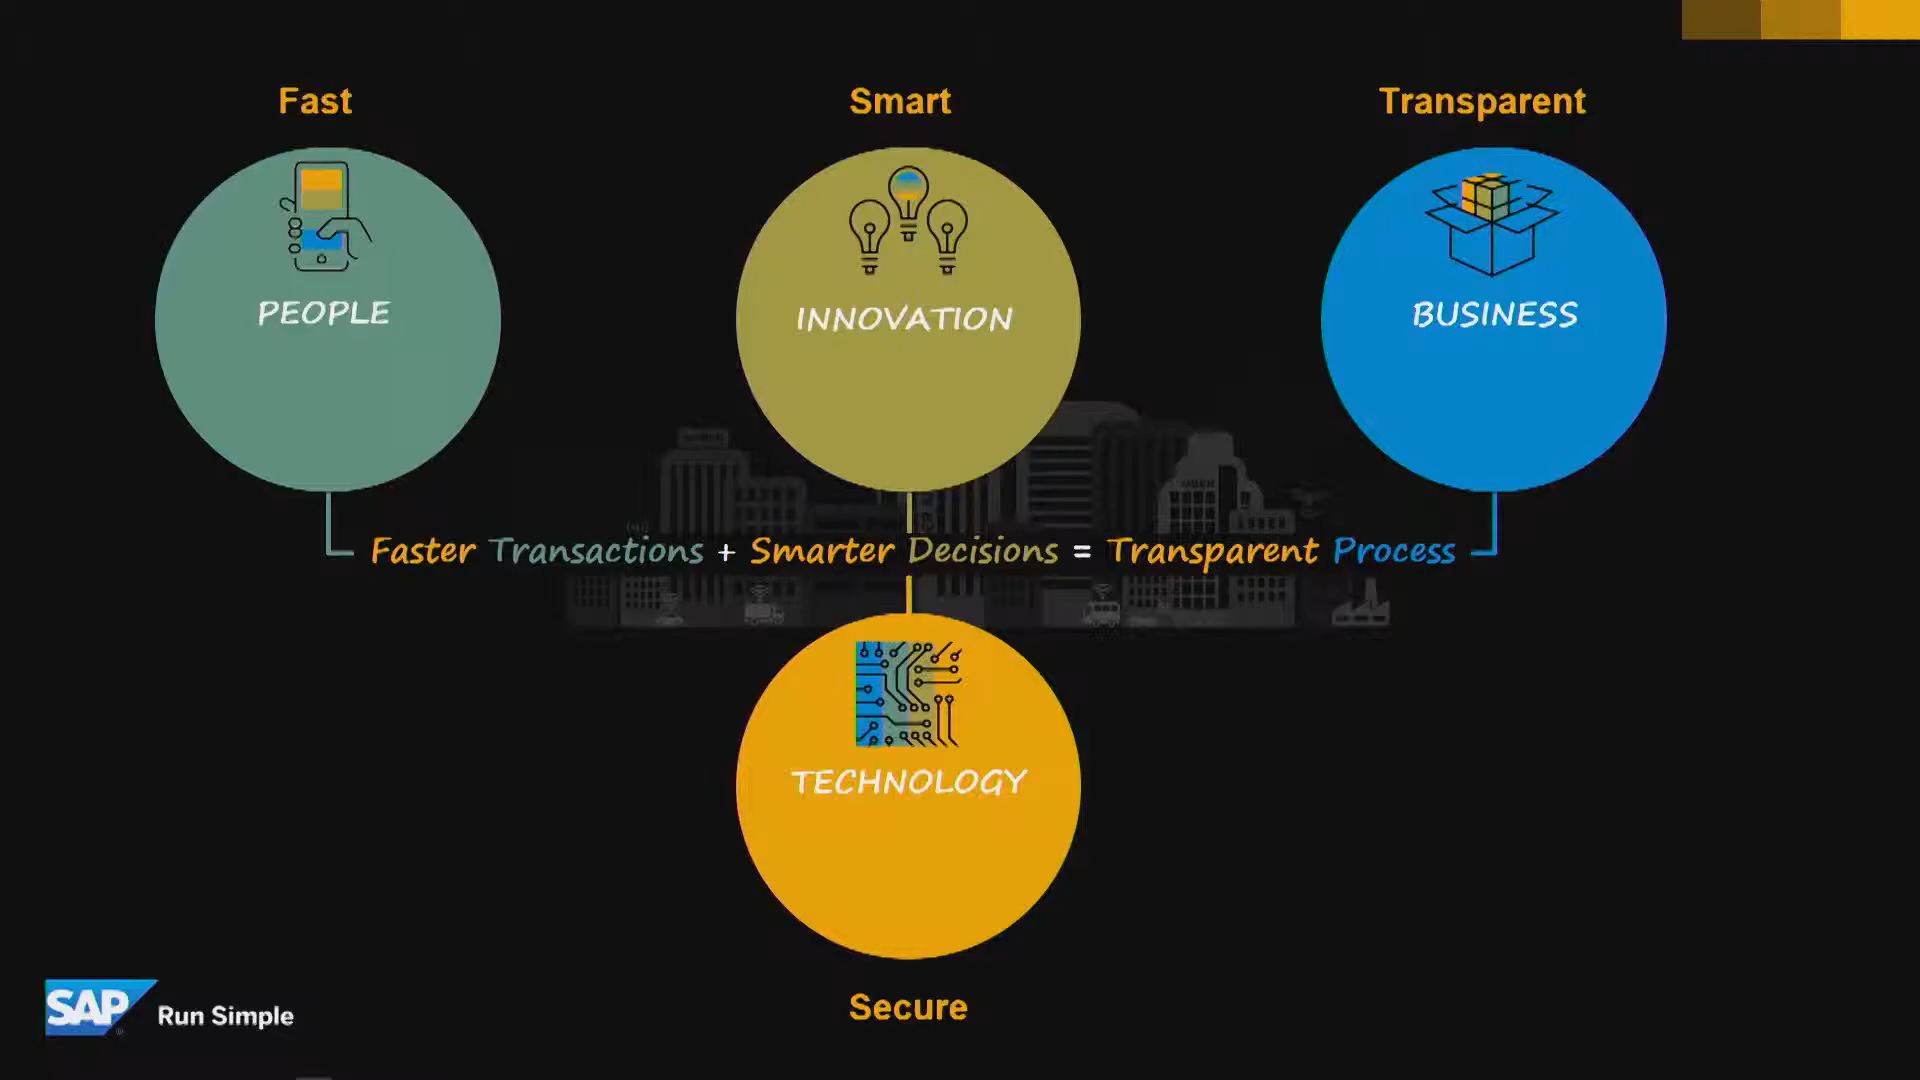 Fast
Smart
Transparent
PEOPLE
INNOVATION
BUSINESS
Faster Transactions + Smarter Decisions = Transparent Process
TECHNOLOGY
Secure
SAP
Run Simple